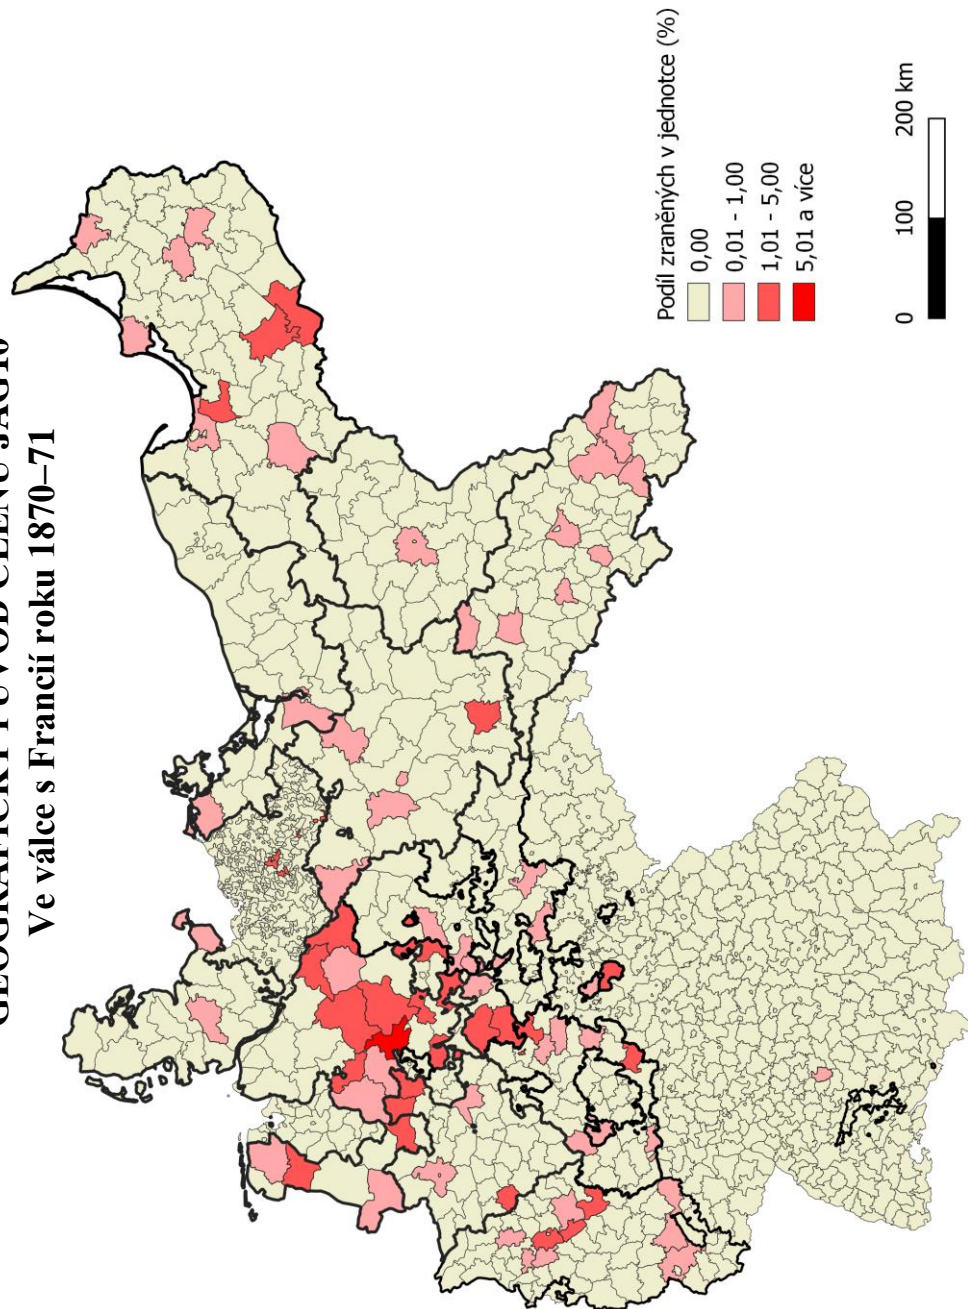 GEOGRAFICKÝ PŮVOD ČLENŮ JÄG10
Ve válce s Francií roku 1870–71
Podíl zraněných v jednotce (%)
0,00
0,01 - 1,00
1,01 - 5,00
5,01 a více
0 100 200 km